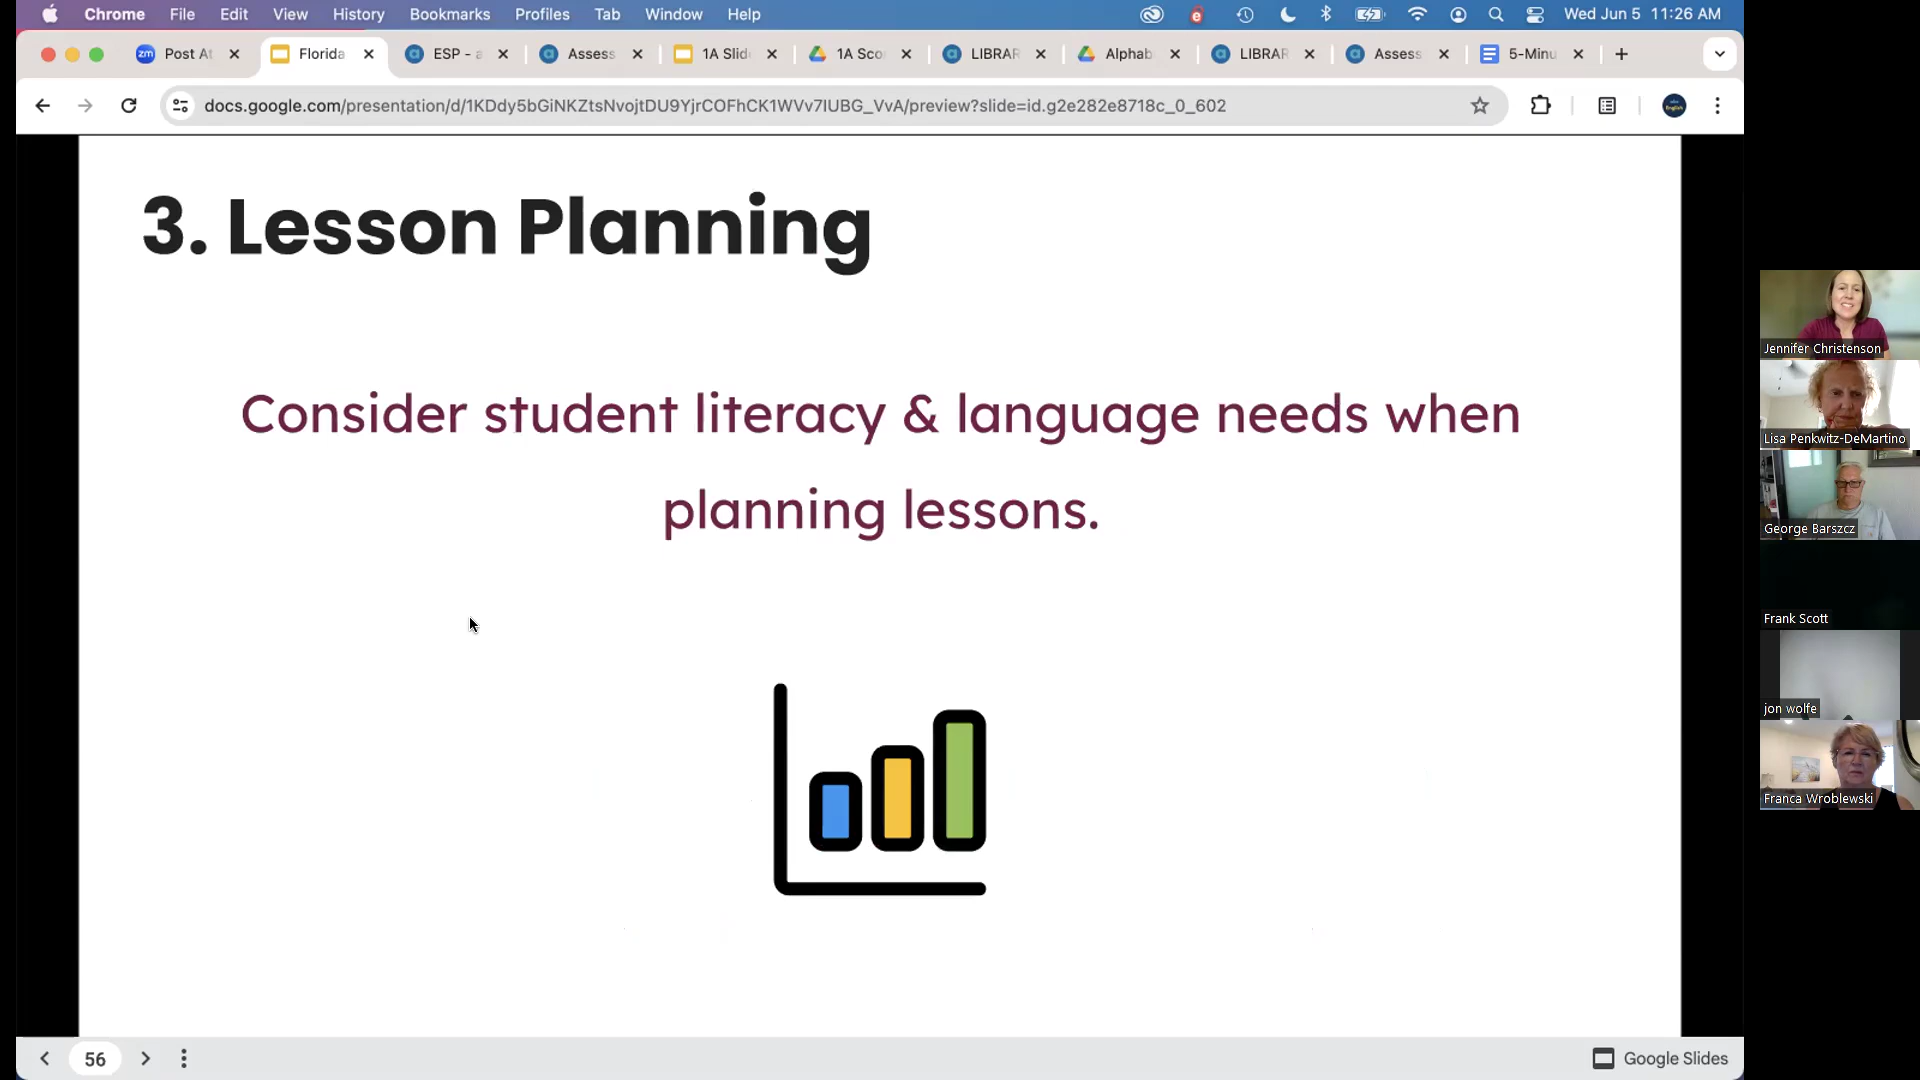 Chrome File Edit View History Bookmarks Profiles Tab Window Help Wed Jun 5 11:26 AM
zm Post At Florida ESP - a Assess 1A Slid 1A Sco LIBRAR Alphab LIBRAR Assess 5-Minu
docs.google.com/presentation/d/1KDdy5bGiNKZtsNvojtDU9YjrCOFhCK1WVv7IUBG_VvA/preview?slide=id.g2e282e8718c_0_602
3. Lesson Planning
Consider student literacy & language needs when
planning lessons.
Jennifer Christenson
Lisa Penkwitz-DeMartino
George Barszcz
Frank Scott
jon wolfe
Franca Wroblewski
56
Google Slides